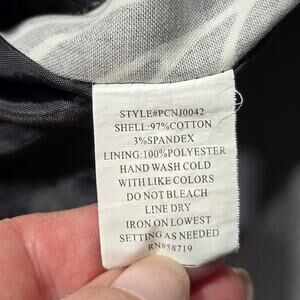 STYLE#PCNJ0042
SHELL:97%COTTON
3%SPANDEX
LINING:100%POLYESTER
HAND WASH COLD
WITH LIKE COLORS
DO NOT BLEACH
LINE DRY
IRON ON LOWEST
SETTING AS NEEDED
RN#58719